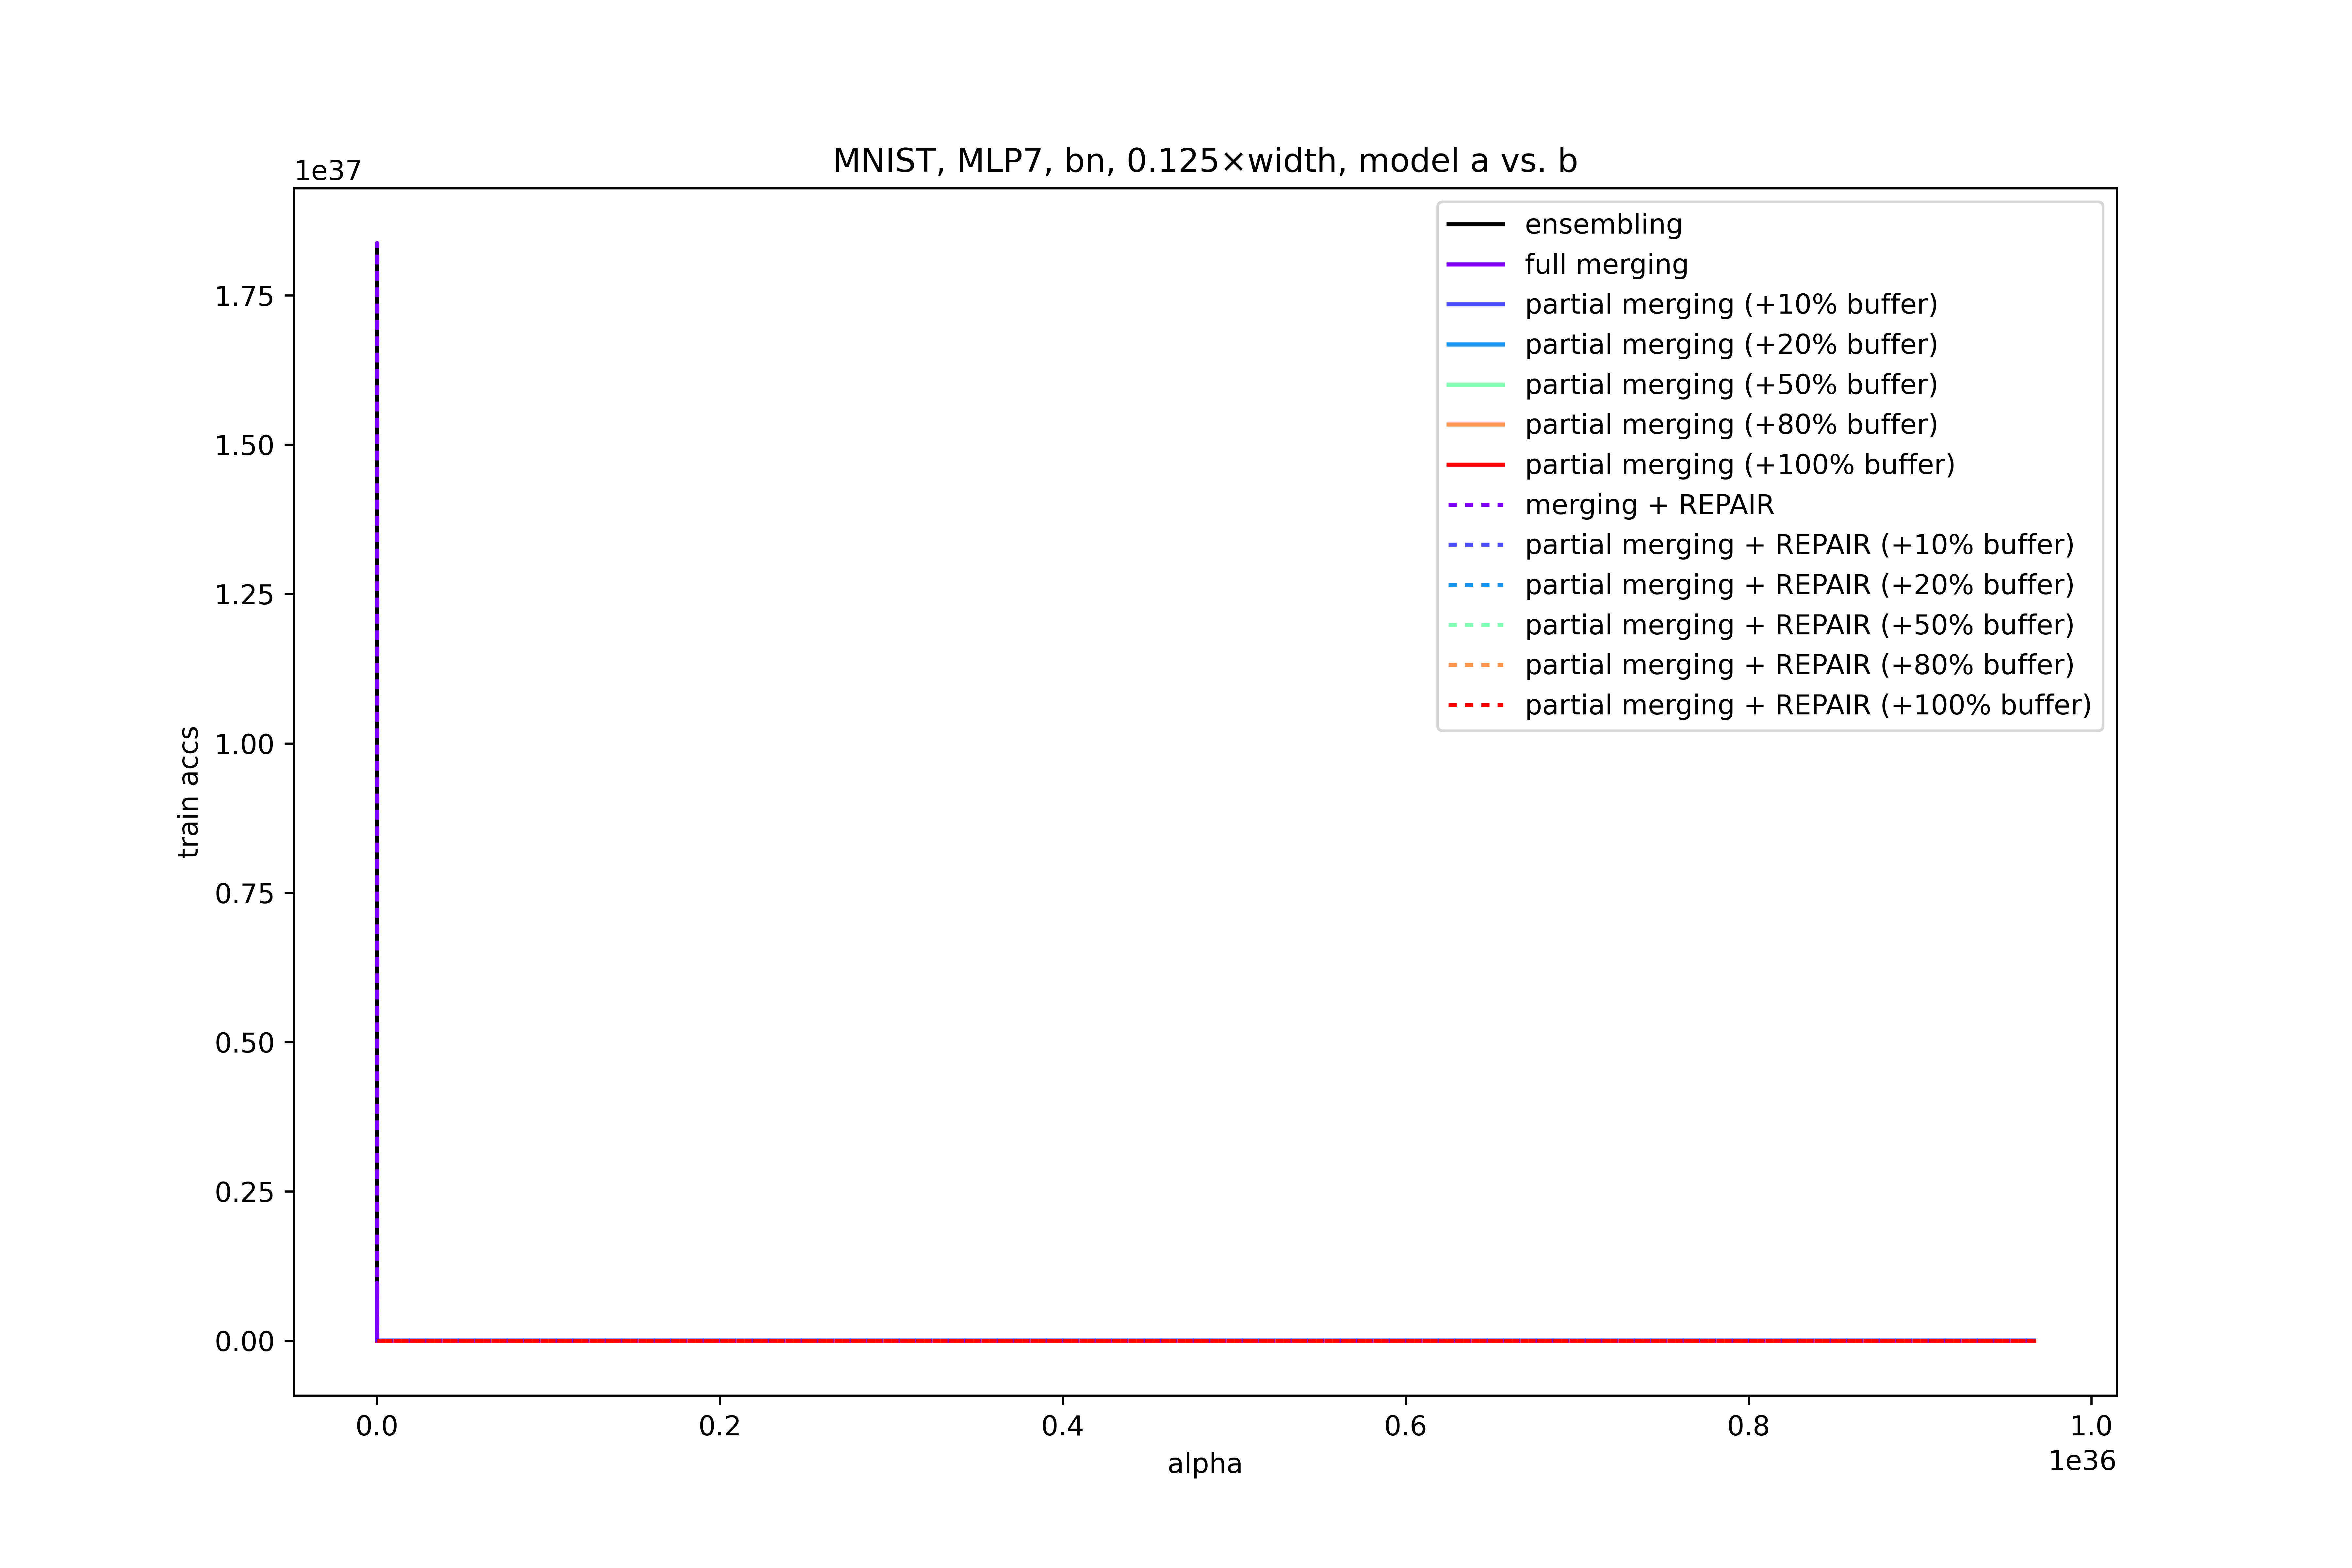 MNIST, MLP7, bn, 0.125×width, model a vs. b
1e37
ensembling
full merging
partial merging (+10% buffer)
partial merging (+20% buffer)
partial merging (+50% buffer)
partial merging (+80% buffer)
partial merging (+100% buffer)
merging + REPAIR
partial merging + REPAIR (+10% buffer)
partial merging + REPAIR (+20% buffer)
partial merging + REPAIR (+50% buffer)
partial merging + REPAIR (+80% buffer)
partial merging + REPAIR (+100% buffer)
train accs
1.75
1.50
1.25
1.00
0.75
0.50
0.25
0.00
0.0 0.2 0.4 0.6 0.8 1.0
alpha
1e36